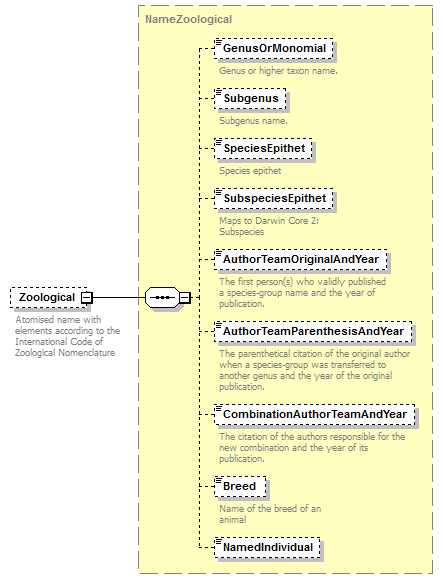 NameZoological
GenusOrMonomial
Genus or higher taxon name.
Subgenus
Subgenus name.
SpeciesEpithet
Species epithet
SubspeciesEpithet
Maps to Darwin Core 2:
Subspecies
AuthorTeamOriginalAndYear
The first person(s) who validly published
a species-group name and the year of
publication.
Zoological
Atomised name with
elements according to the
International Code of
Zoological Nomenclature
AuthorTeamParenthesisAndYear
The parenthetical citation of the original author
when a species-group was transferred to
another genus and the year of the original
publication.
CombinationAuthorTeamAndYear
The citation of the authors responsible for the
new combination and the year of its
publication.
Breed
Name of the breed of an
animal
NamedIndividual